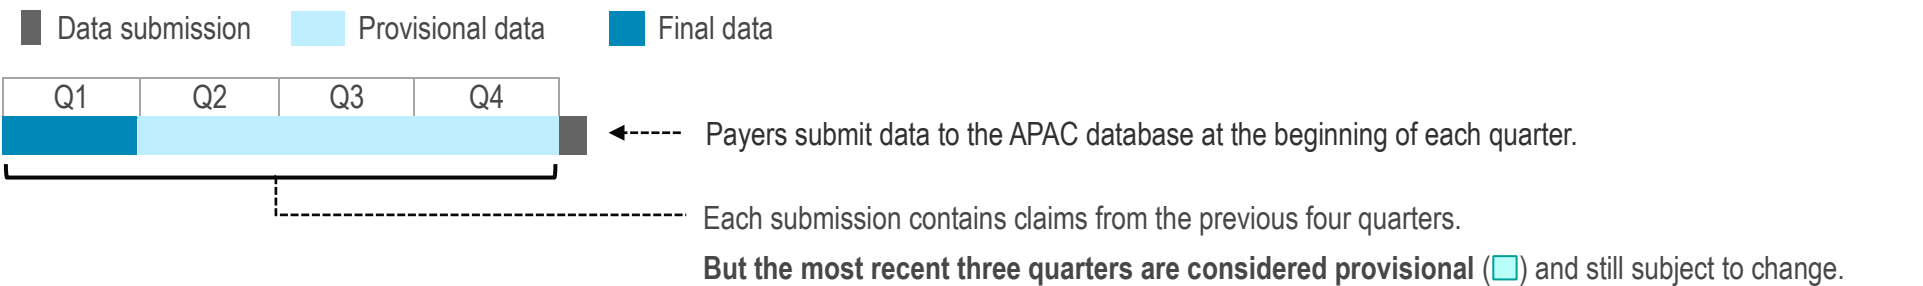 Data submission Provisional data Final data
Q1 Q2 Q3 Q4
Payers submit data to the APAC database at the beginning of each quarter.
Each submission contains claims from the previous four quarters.
But the most recent three quarters are considered provisional ( ) and still subject to change.